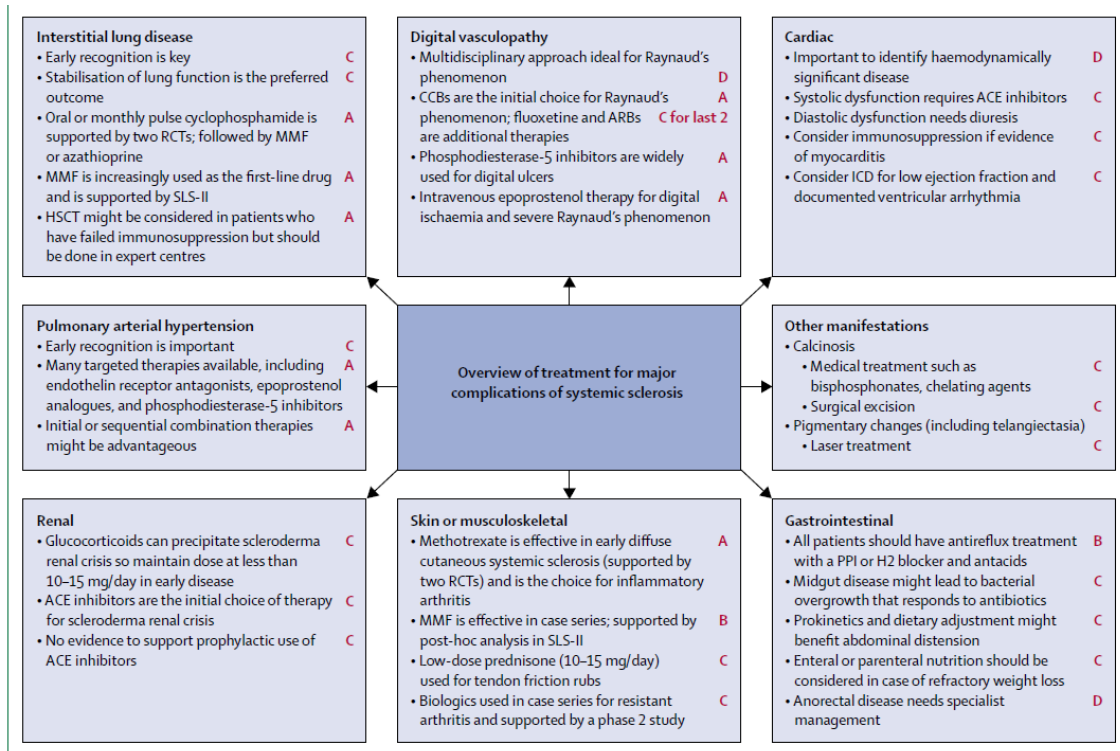 Interstitial lung disease
• Early recognition is key C
• Stabilisation of lung function is the preferred C
outcome
• Oral or monthly pulse cyclophosphamide is A
supported by two RCTs; followed by MMF
or azathioprine
• MMF is increasingly used as the first-line drug A
and is supported by SLS-II
• HSCT might be considered in patients who A
have failed immunosuppression but should
be done in expert centres
Digital vasculopathy
• Multidisciplinary approach ideal for Raynaud's
phenomenon D
• CCBs are the initial choice for Raynaud's A
phenomenon; fluoxetine and ARBs C for last 2
are additional therapies
• Phosphodiesterase-5 inhibitors are widely A
used for digital ulcers
• Intravenous epoprostenol therapy for digital A
ischaemia and severe Raynaud's phenomenon
Cardiac
• Important to identify haemodynamically D
significant disease
• Systolic dysfunction requires ACE inhibitors C
• Diastolic dysfunction needs diuresis
• Consider immunosuppression if evidence C
of myocarditis
• Consider ICD for low ejection fraction and C
documented ventricular arrhythmia
Pulmonary arterial hypertension
• Early recognition is important C
• Many targeted therapies available, including A
endothelin receptor antagonists, epoprostenol
analogues, and phosphodiesterase-5 inhibitors
• Initial or sequential combination therapies A
might be advantageous
Overview of treatment for major
complications of systemic sclerosis
Other manifestations
• Calcinosis
• Medical treatment such as C
bisphosphonates, chelating agents
• Surgical excision C
• Pigmentary changes (including telangiectasia)
• Laser treatment C
Renal
• Glucocorticoids can precipitate scleroderma C
renal crisis so maintain dose at less than
10–15 mg/day in early disease
• ACE inhibitors are the initial choice of therapy C
for scleroderma renal crisis
• No evidence to support prophylactic use of C
ACE inhibitors
Skin or musculoskeletal
• Methotrexate is effective in early diffuse A
cutaneous systemic sclerosis (supported by
two RCTs) and is the choice for inflammatory
arthritis
• MMF is effective in case series; supported by B
post-hoc analysis in SLS-II
• Low-dose prednisone (10–15 mg/day) C
used for tendon friction rubs
• Biologics used in case series for resistant C
arthritis and supported by a phase 2 study
Gastrointestinal
• All patients should have antireflux treatment B
with a PPI or H2 blocker and antacids
• Midgut disease might lead to bacterial C
overgrowth that responds to antibiotics
• Prokinetics and dietary adjustment might C
benefit abdominal distension
• Enteral or parenteral nutrition should be C
considered in case of refractory weight loss
• Anorectal disease needs specialist D
management